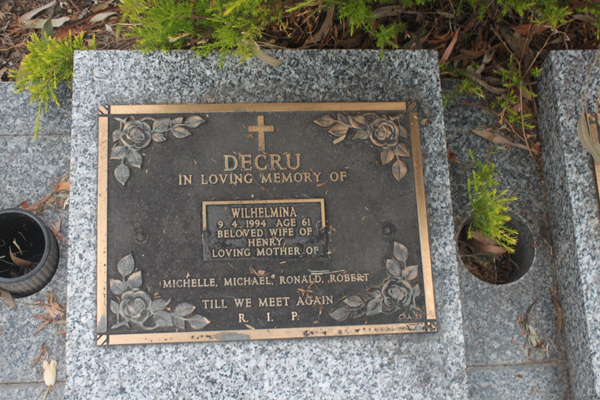 DECRU
IN LOVING MEMORY OF
WILHELMINA
9. 4. 1994 AGE 61
BELOVED WIFE OF
HENRY,
LOVING MOTHER OF
MICHELLE, MICHAEL, RONALD, ROBERT
TILL WE MEET AGAIN
R. I. P.